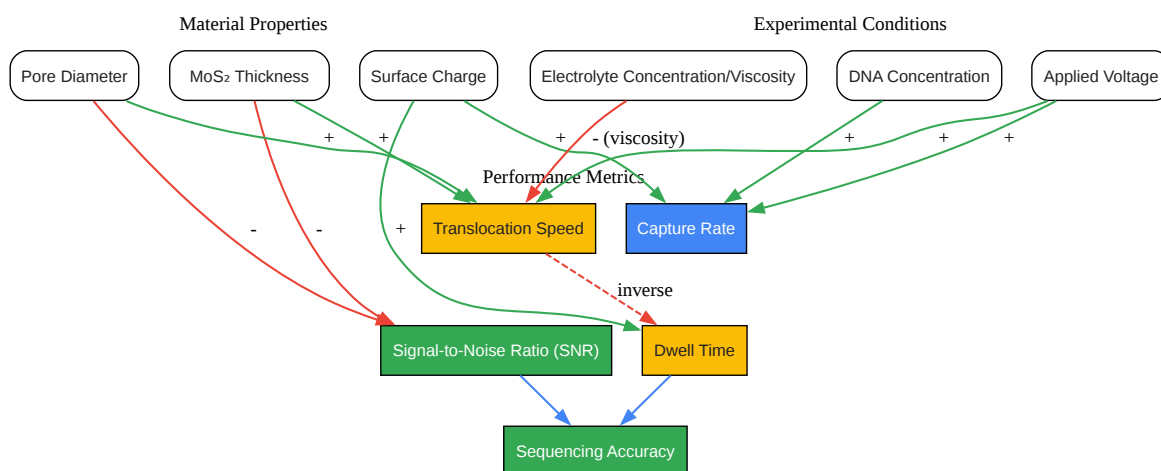 Material Properties
Experimental Conditions
Pore Diameter
MoS₂ Thickness
Surface Charge
Electrolyte Concentration/Viscosity
DNA Concentration
Applied Voltage
+
+
+
- (viscosity)
+
+
+
Performance Metrics
Translocation Speed
Capture Rate
-
-
+
inverse
Signal-to-Noise Ratio (SNR)
Dwell Time
Sequencing Accuracy